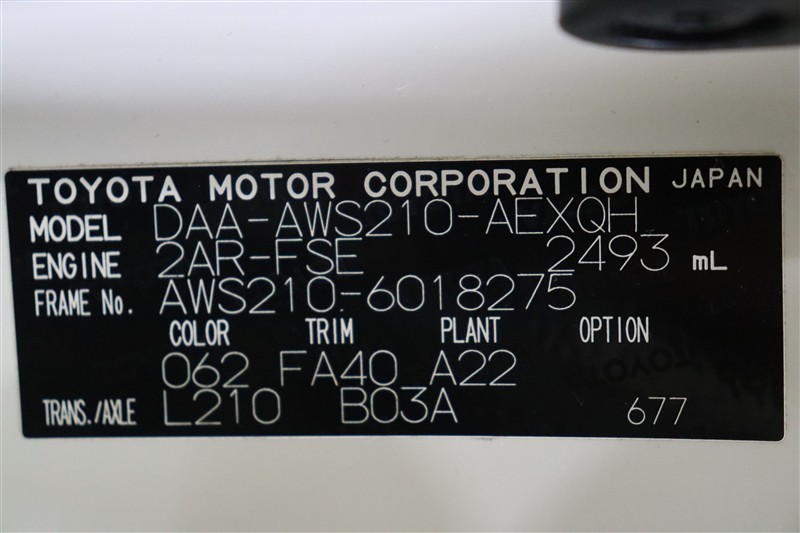 TOYOTA MOTOR CORPORATION JAPAN
MODEL DAA-AWS210-AEXQH
ENGINE 2AR-FSE 2493 mL
FRAME No. AWS210-6018275
COLOR TRIM PLANT OPTION
062 FA40 A22
TRANS./AXLE L210 B03A 677